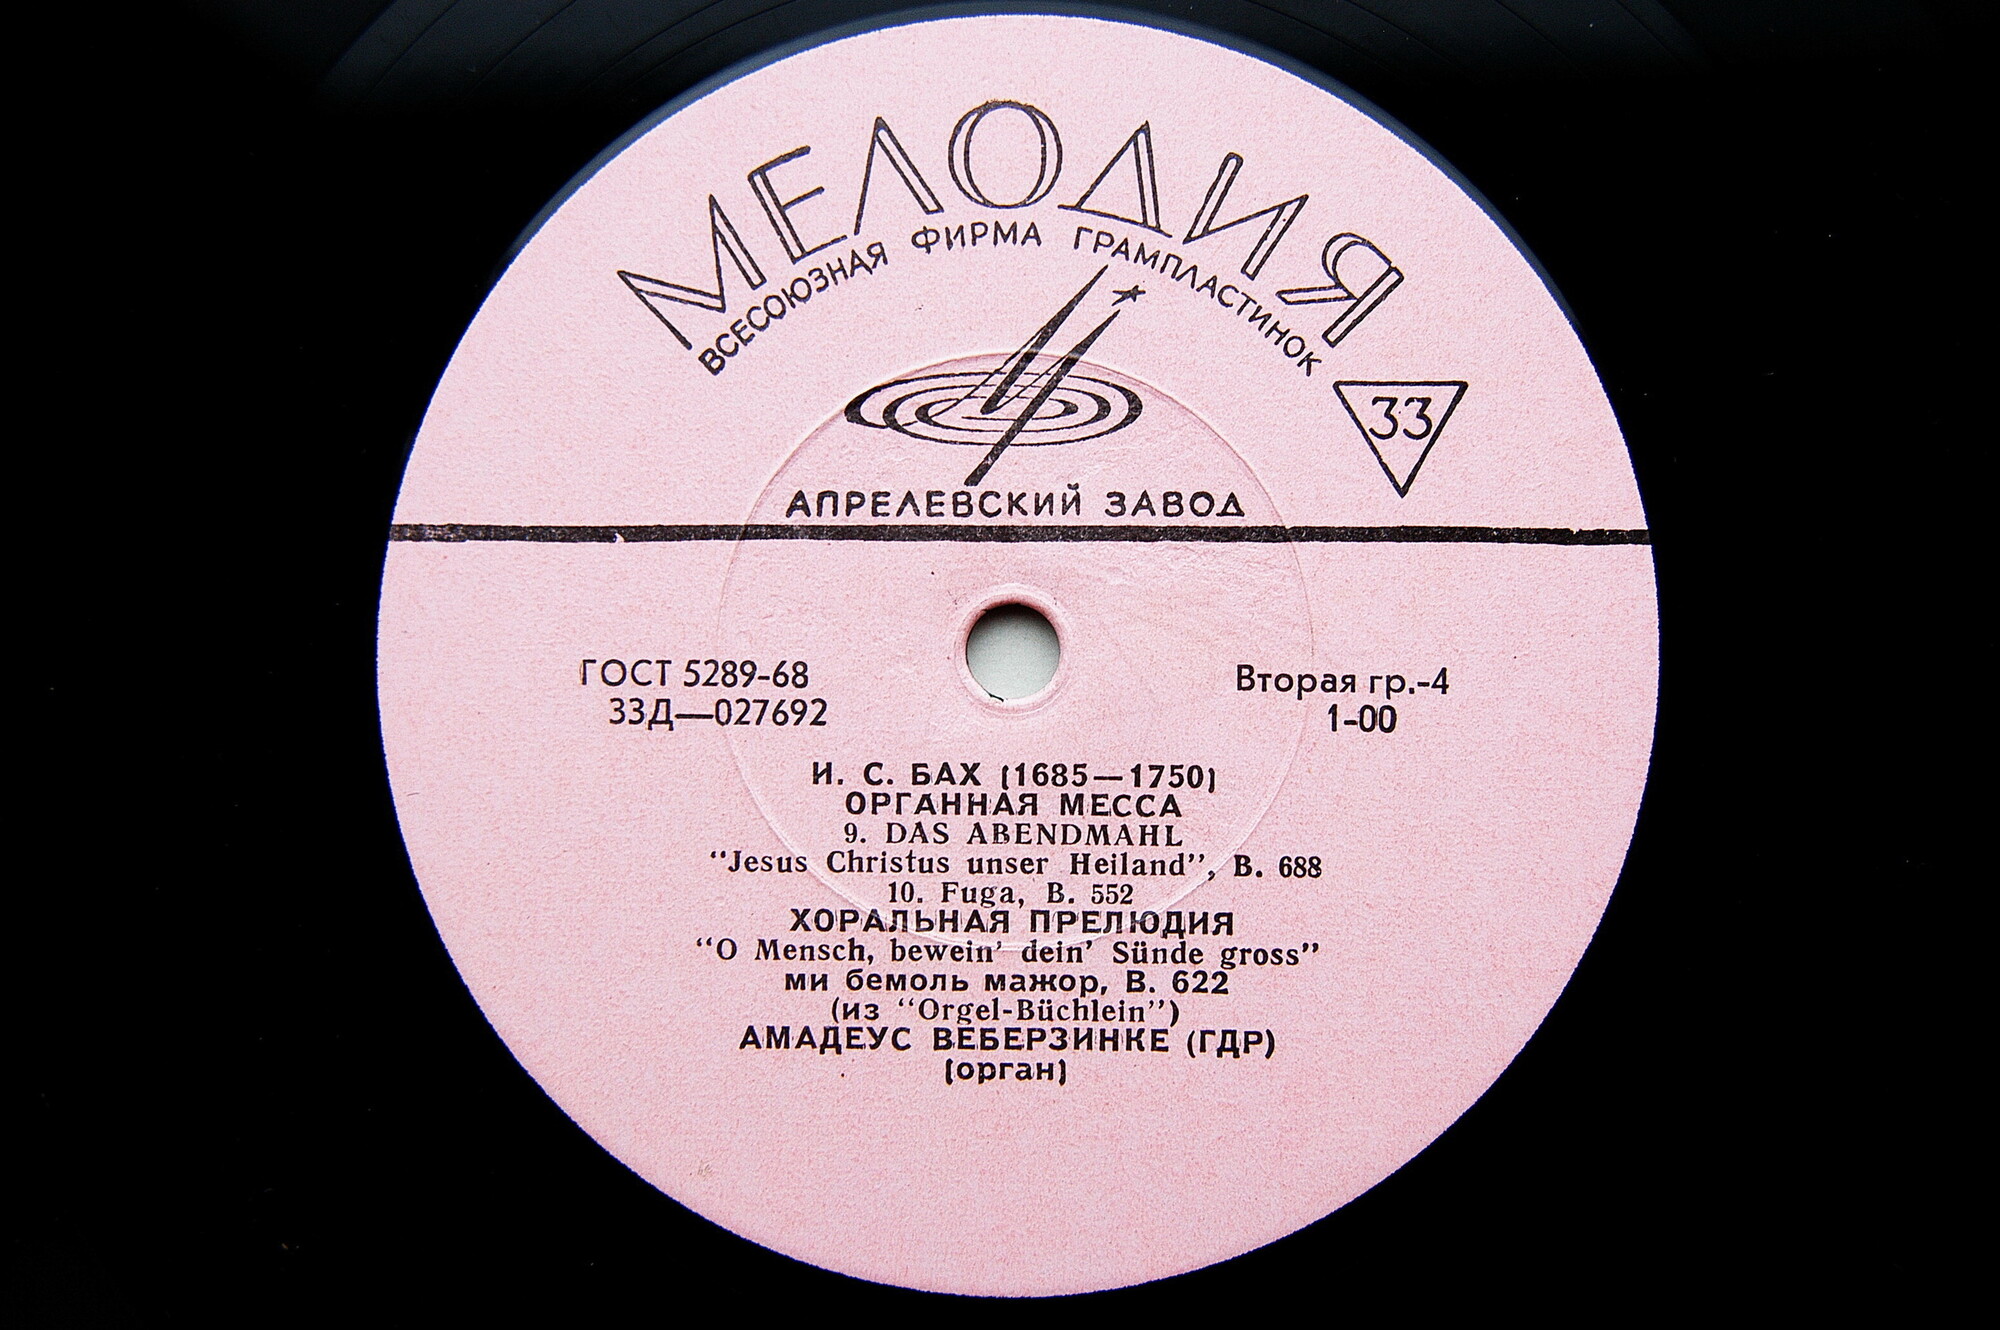 МЕЛОДИЯ
ВСЕСОЮЗНАЯ ФИРМА ГРАМПЛАСТИНОК
33
АПРЕЛЕВСКИЙ ЗАВОД
ГОСТ 5289-68
33Д—027692
Вторая гр.-4
1-00
И. С. БАХ (1685—1750)
ОРГАННАЯ МЕССА
9. DAS ABENDMAHL
“Jesus Christus unser Heiland”, B. 688
10. Fuga, B. 552
ХОРАЛЬНАЯ ПРЕЛЮДИЯ
“O Mensch, bewein’ dein’ Sünde gross”
ми бемоль мажор, B. 622
(из “Orgel-Büchlein”)
АМАДЕУС ВЕБЕРЗИНКЕ (ГДР)
(орган)